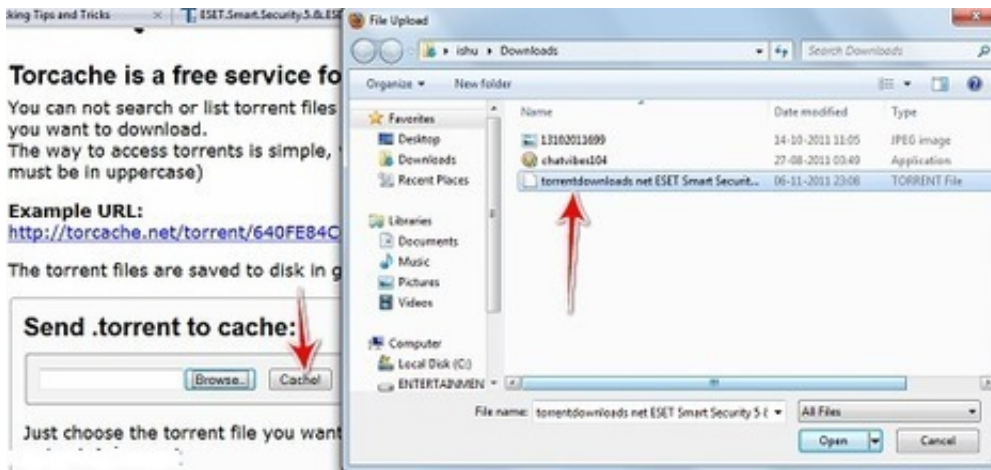 king Tips and Tricks
ESET.Smart.Security.5.&.ESE
Torcache is a free service fo
You can not search or list torrent files
you want to download.
The way to access torrents is simple,
must be in uppercase)
Example URL:
http://torcache.net/torrent/640FE84C
The torrent files are saved to disk in g
Send .torrent to cache:
Browse..
Cache!
Just choose the torrent file you want
File Upload
ishu
Downloads
Search Downloads
Organize
New folder
Favorites
Desktop
Downloads
Recent Places
Libraries
Documents
Music
Pictures
Videos
Computer
Local Disk (C:)
ENTERTAINMEN
Name Date modified Type
13102011699 14-10-2011 11:05 JPEG image
chatvibes104 27-08-2011 03:49 Application
torrentdownloads net ESET Smart Securit... 06-11-2011 23:08 TORRENT File
File name: torrentdownloads net ESET Smart Security 5
All Files
Open
Cancel